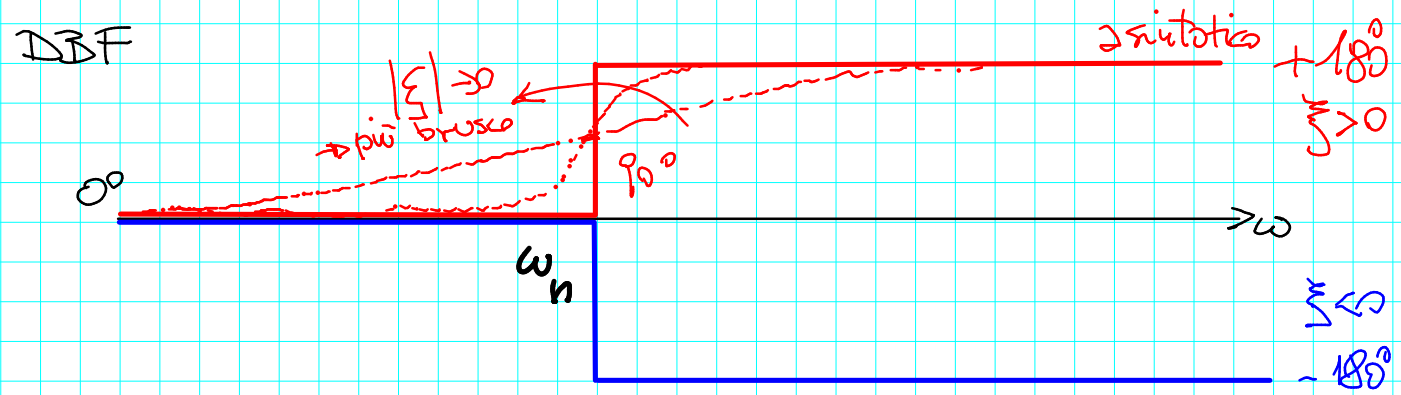 DBF
asintotico
+180°
|ξ| →0
ξ>0
→ più brusco
90°
0°
ω
ωn
ξ<0
-180°